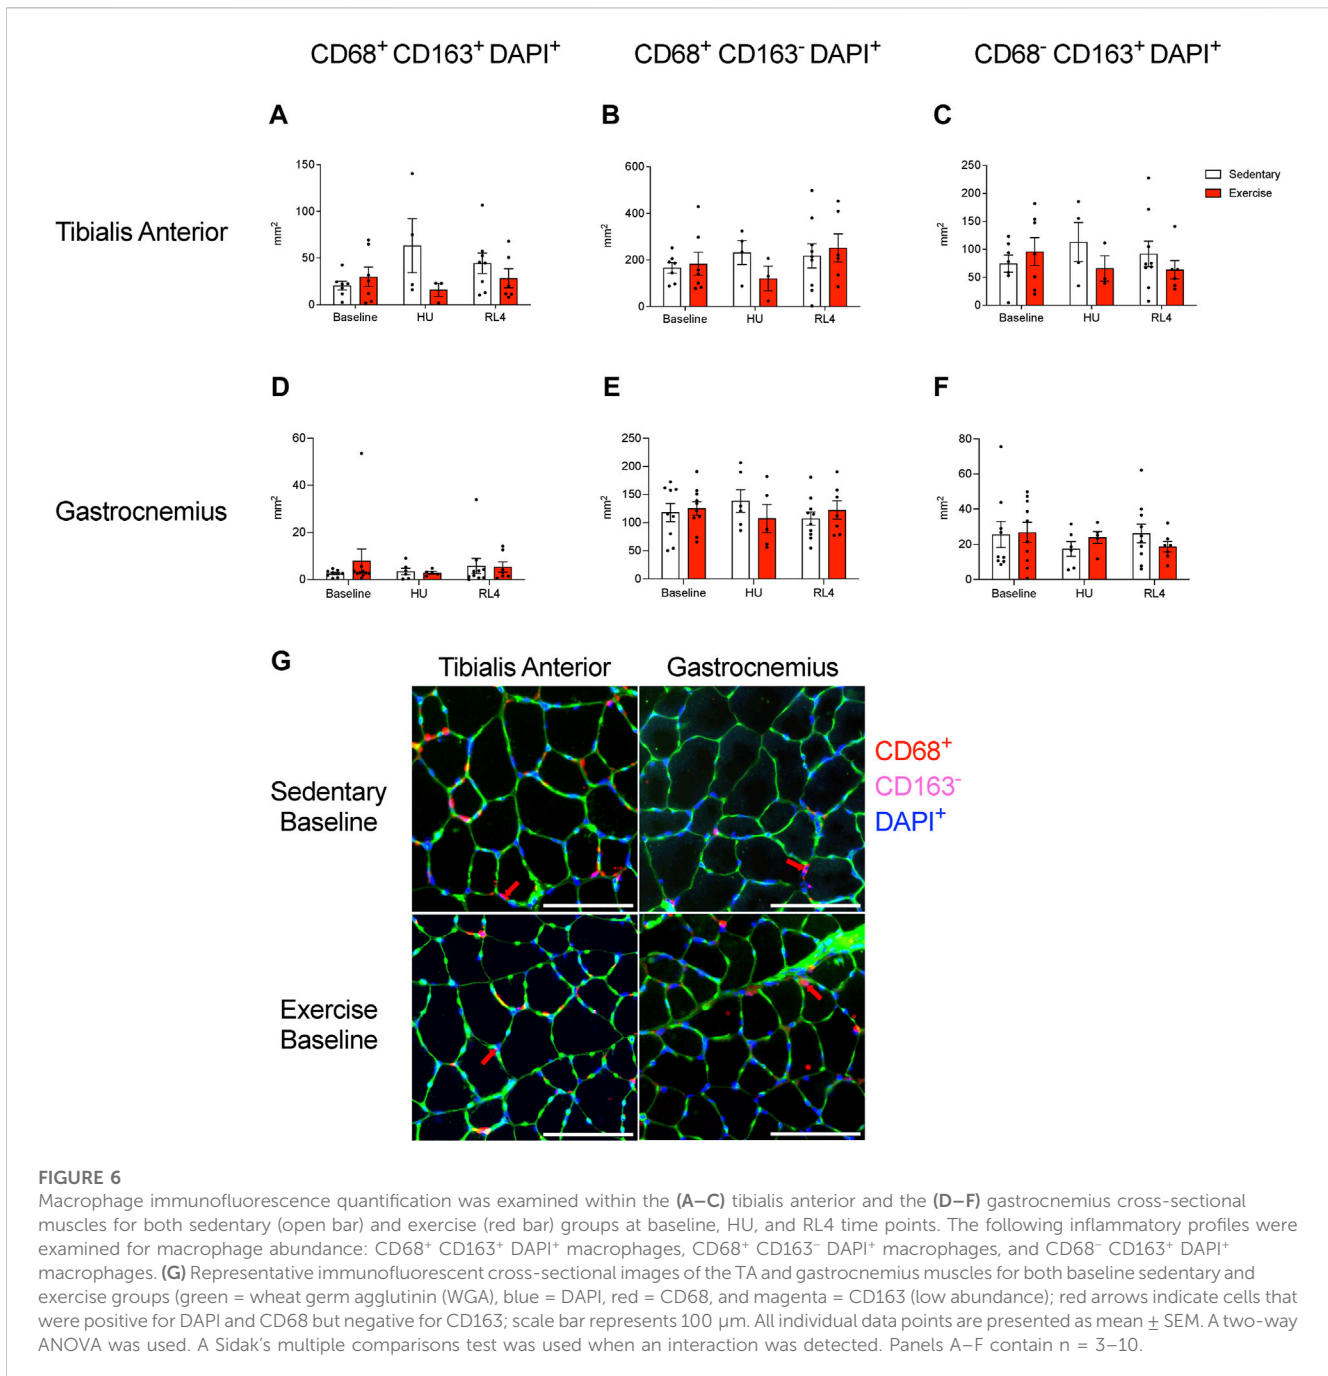 CD68⁺ CD163⁺ DAPI⁺ CD68⁺ CD163⁻ DAPI⁺ CD68⁻ CD163⁺ DAPI⁺
A B C
Tibialis Anterior
mm²
150
100
50
0
Baseline HU RL4
mm²
600
400
200
0
Baseline HU RL4
mm²
250
200
150
100
50
0
Baseline HU RL4
Sedentary
Exercise
D E F
Gastrocnemius
mm²
60
40
20
0
Baseline HU RL4
mm²
250
200
150
100
50
0
Baseline HU RL4
mm²
80
60
40
20
0
Baseline HU RL4
G
Tibialis Anterior Gastrocnemius
Sedentary
Baseline
CD68⁺
CD163⁻
DAPI⁺
Exercise
Baseline
FIGURE 6
Macrophage immunofluorescence quantification was examined within the (A–C) tibialis anterior and the (D–F) gastrocnemius cross-sectional
muscles for both sedentary (open bar) and exercise (red bar) groups at baseline, HU, and RL4 time points. The following inflammatory profiles were
examined for macrophage abundance: CD68⁺ CD163⁺ DAPI⁺ macrophages, CD68⁺ CD163⁻ DAPI⁺ macrophages, and CD68⁻ CD163⁺ DAPI⁺
macrophages. (G) Representative immunofluorescent cross-sectional images of the TA and gastrocnemius muscles for both baseline sedentary and
exercise groups (green = wheat germ agglutinin (WGA), blue = DAPI, red = CD68, and magenta = CD163 (low abundance); red arrows indicate cells that
were positive for DAPI and CD68 but negative for CD163; scale bar represents 100 µm. All individual data points are presented as mean ± SEM. A two-way
ANOVA was used. A Sidak's multiple comparisons test was used when an interaction was detected. Panels A–F contain n = 3–10.